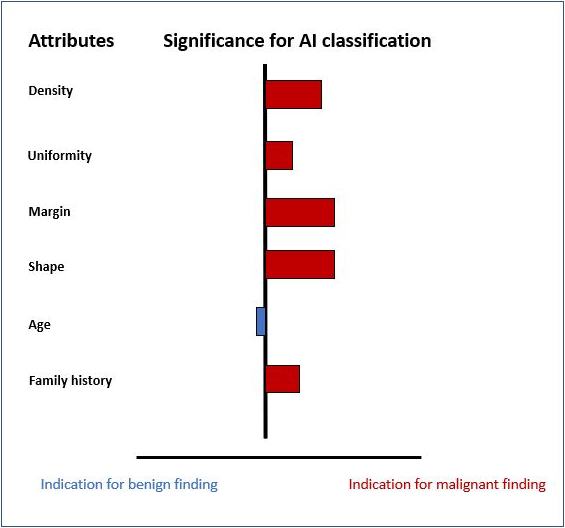 Attributes
Significance for AI classification
Density
Uniformity
Margin
Shape
Age
Family history
Indication for benign finding
Indication for malignant finding